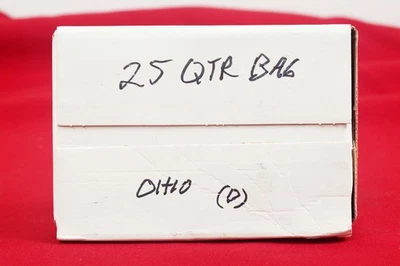 25 QTR BAG
OHIO (D)